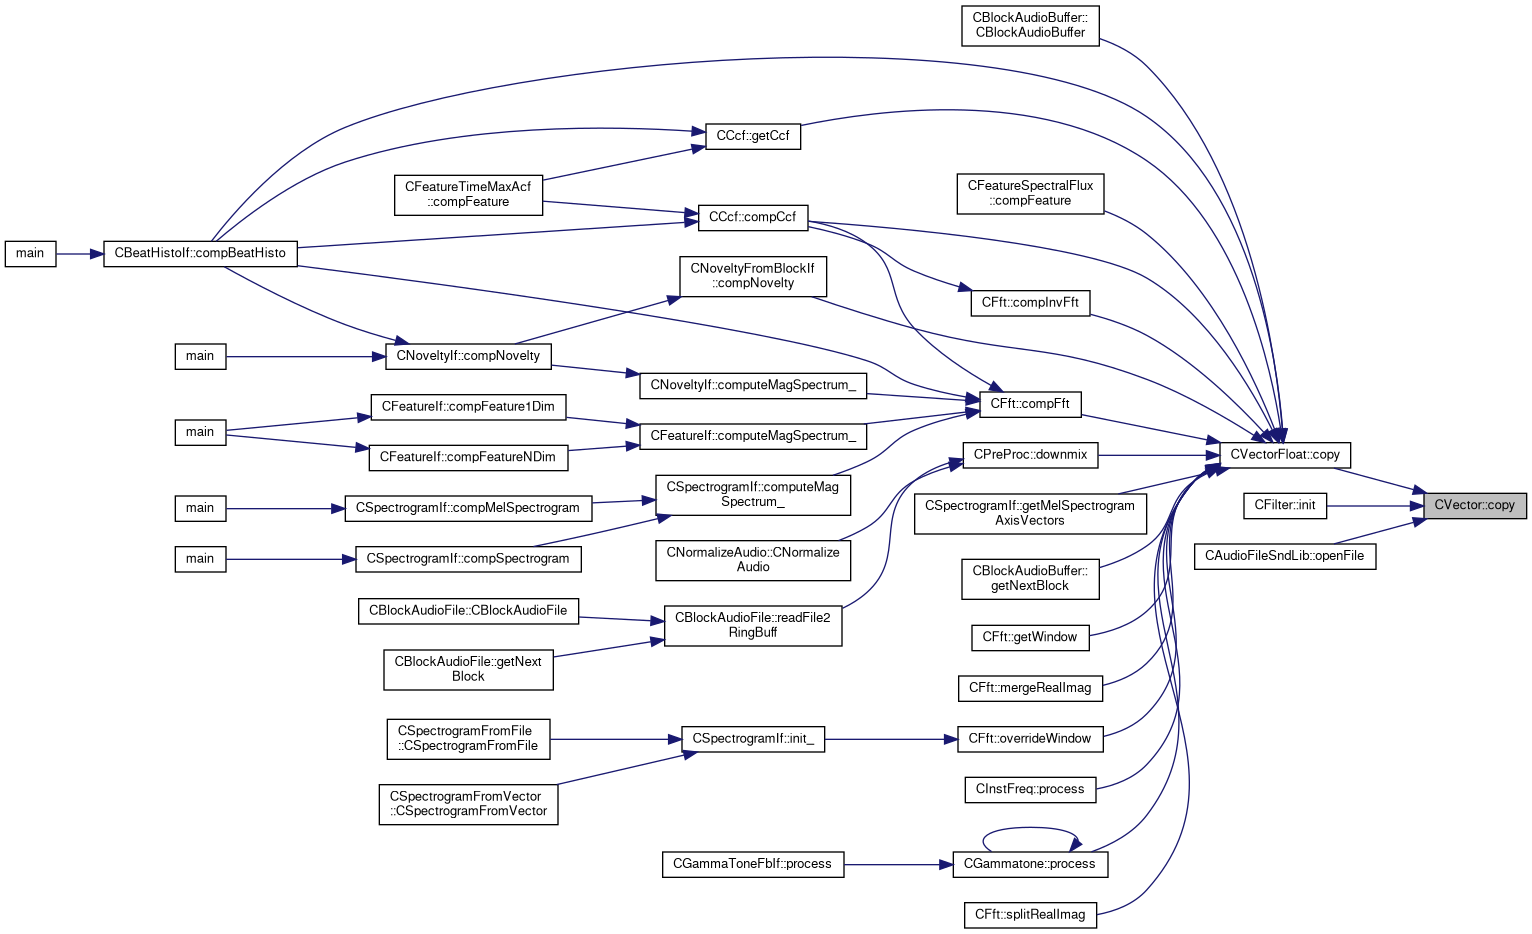 CBlockAudioBuffer::
CBlockAudioBuffer
CCcf::getCcf
CFeatureTimeMaxAcf
::compFeature
CFeatureSpectralFlux
::compFeature
CCcf::compCcf
main
CBeatHistoIf::compBeatHisto
CNoveltyFromBlockIf
::compNovelty
CFft::compInvFft
main
CNoveltyIf::compNovelty
CNoveltyIf::computeMagSpectrum_
CFft::compFft
CFeatureIf::compFeature1Dim
main
CFeatureIf::computeMagSpectrum_
CFeatureIf::compFeatureNDim
CPreProc::downmix
CVectorFloat::copy
CSpectrogramIf::computeMag
Spectrum_
main
CSpectrogramIf::compMelSpectrogram
CSpectrogramIf::getMelSpectrogram
AxisVectors
CFilter::init
CVector::copy
main
CSpectrogramIf::compSpectrogram
CNormalizeAudio::CNormalize
Audio
CAudioFileSndLib::openFile
CBlockAudioBuffer::
getNextBlock
CBlockAudioFile::CBlockAudioFile
CBlockAudioFile::readFile2
RingBuff
CFft::getWindow
CBlockAudioFile::getNext
Block
CFft::mergeRealImag
CSpectrogramFromFile
::CSpectrogramFromFile
CSpectrogramIf::init_
CFft::overrideWindow
CSpectrogramFromVector
::CSpectrogramFromVector
CInstFreq::process
CGammaToneFbIf::process
CGammatone::process
CFft::splitRealImag